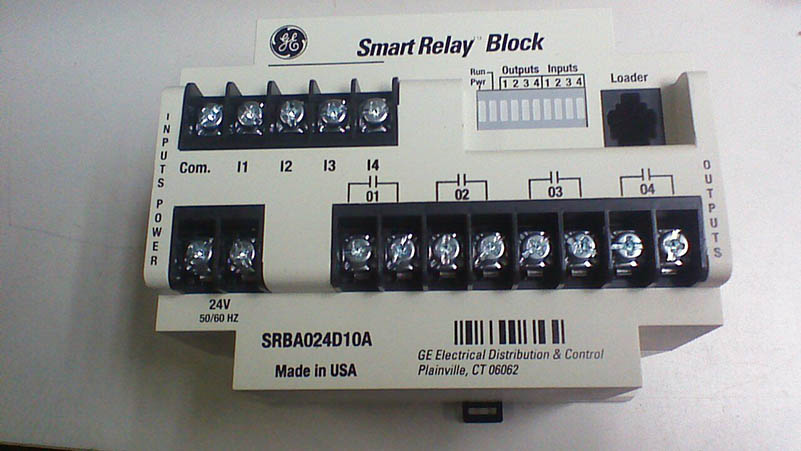 GE
Smart Relay™ Block
Run
Pwr
Outputs Inputs
1 2 3 4 1 2 3 4
Loader
INPUTS
Com. I1 I2 I3 I4
POWER
OUTPUTS
01 02 03 04
24V
50/60 HZ
SRBA024D10A
Made in USA
GE Electrical Distribution & Control
Plainville, CT 06062